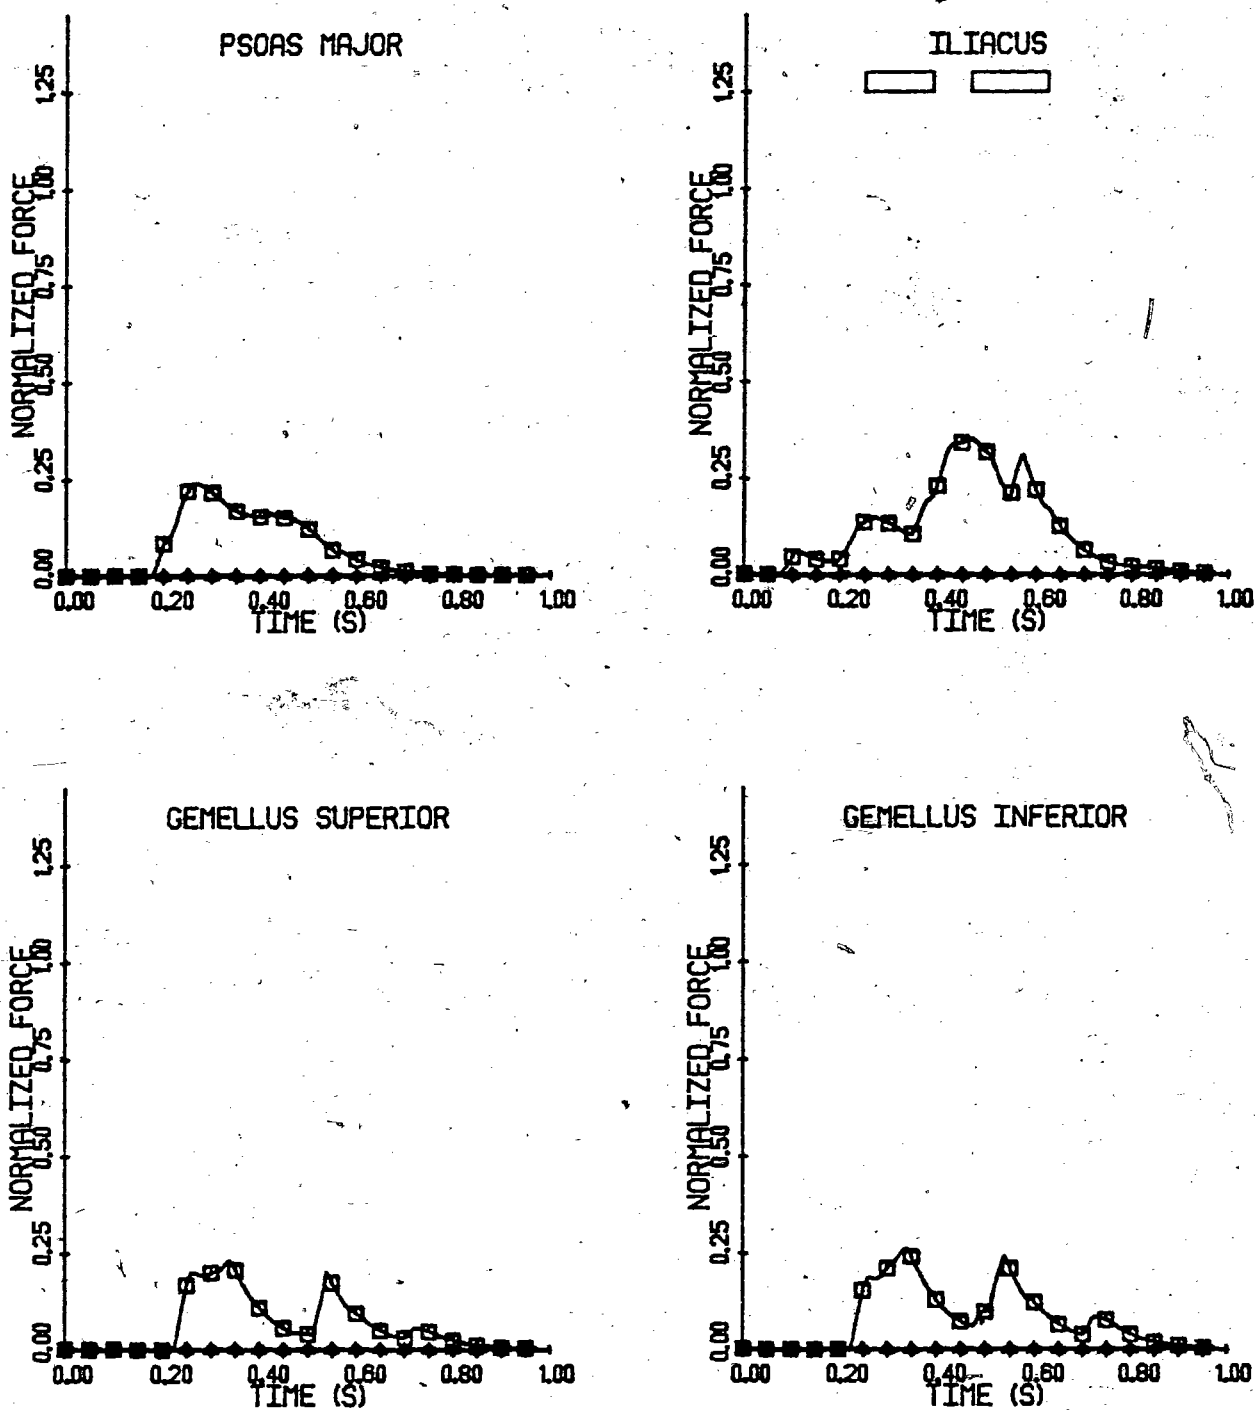 PSOAS MAJOR
NORMALIZED FORCE
1.25
1.00
0.75
0.50
0.25
0.00
0.00 0.20 0.40 0.60 0.80 1.00
TIME (S)
ILIACUS
NORMALIZED FORCE
1.25
1.00
0.75
0.50
0.25
0.00
0.00 0.20 0.40 0.60 0.80 1.00
TIME (S)
GEMELLUS SUPERIOR
NORMALIZED FORCE
1.25
1.00
0.75
0.50
0.25
0.00
0.00 0.20 0.40 0.60 0.80 1.00
TIME (S)
GEMELLUS INFERIOR
NORMALIZED FORCE
1.25
1.00
0.75
0.50
0.25
0.00
0.00 0.20 0.40 0.60 0.80 1.00
TIME (S)